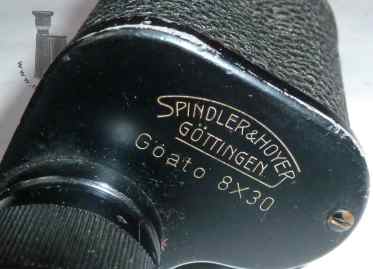 SPINDLER & HOYER
GÖTTINGEN
Göato 8X30